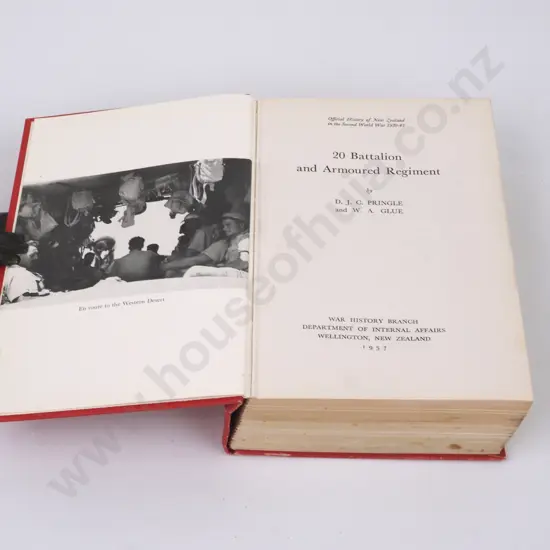 En route to the Western Desert
Official History of New Zealand
in the Second World War 1939-45
20 Battalion
and Armoured Regiment
by
D. J. C. PRINGLE
and W. A. GLUE
WAR HISTORY BRANCH
DEPARTMENT OF INTERNAL AFFAIRS
WELLINGTON, NEW ZEALAND
1957
www.houseofhulia.co.nz